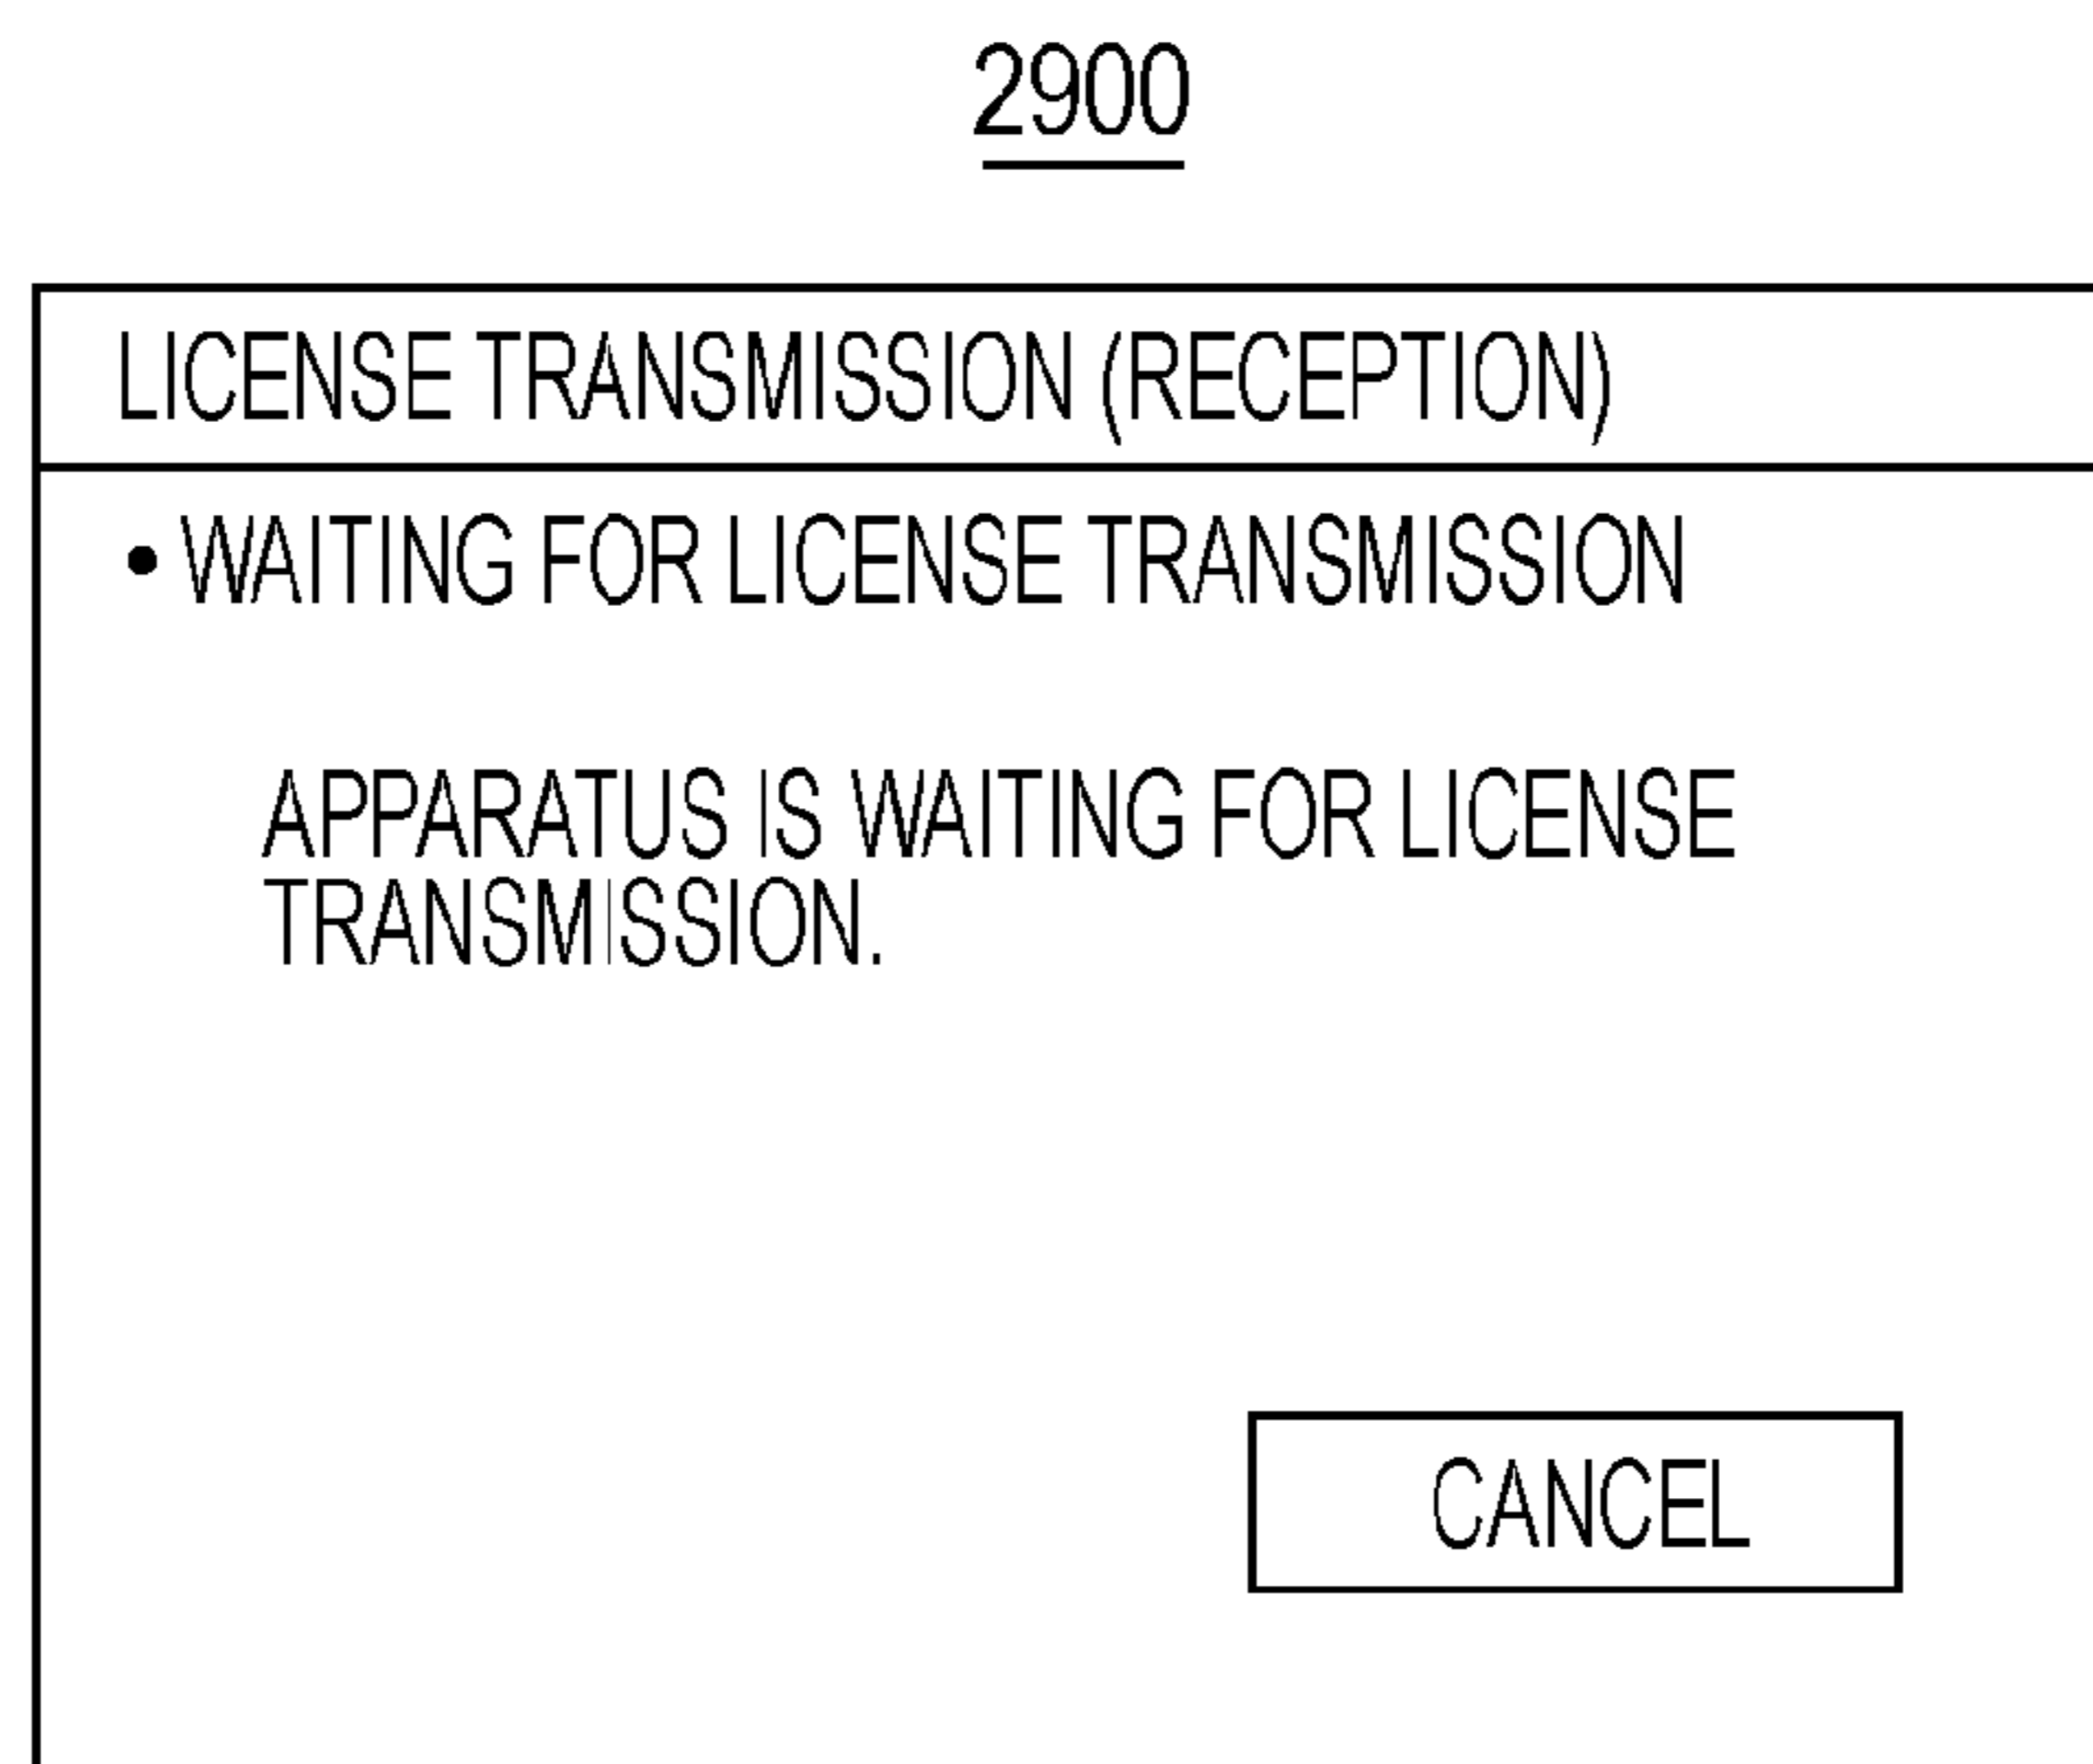 2900
LICENSE TRANSMISSION (RECEPTION)
• WAITING FOR LICENSE TRANSMISSION
APPARATUS IS WAITING FOR LICENSE
TRANSMISSION.
CANCEL